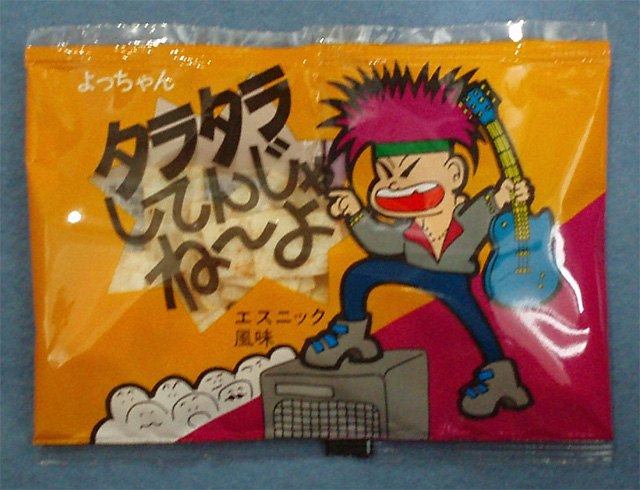 よっちゃん
タラタラ
してんじゃ
ね〜よ
エスニック
風味